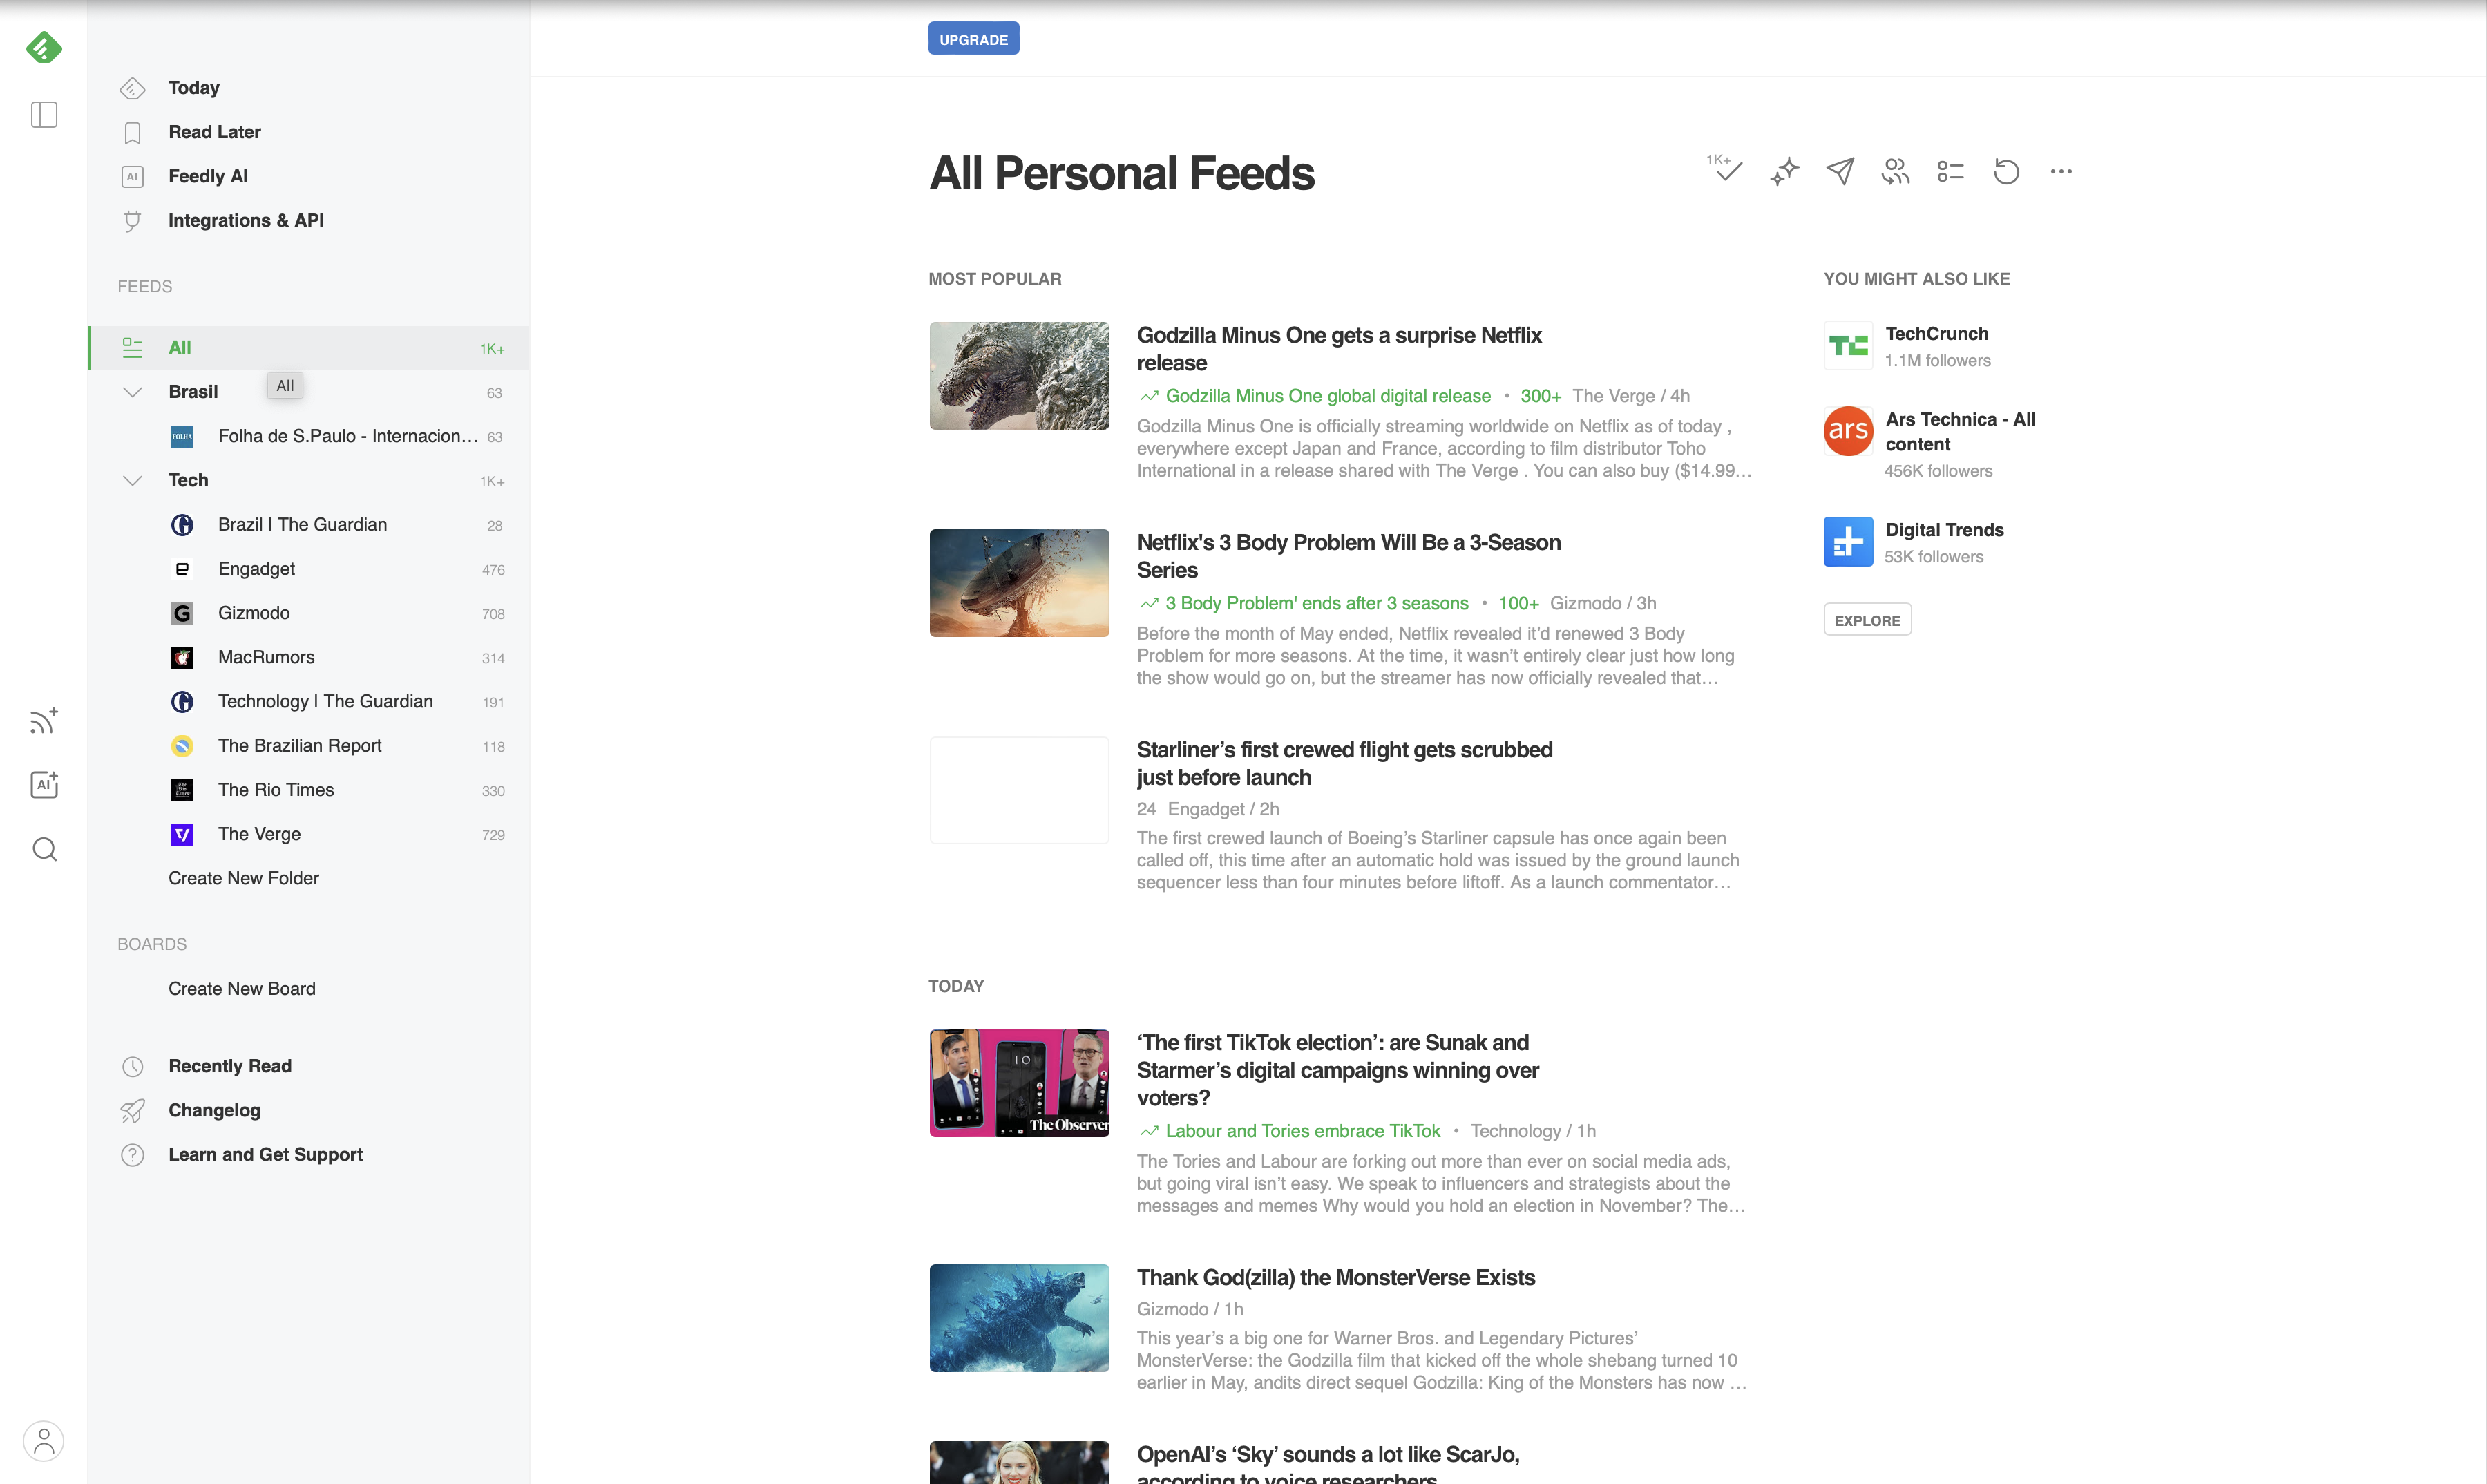 UPGRADE
Today
Read Later
AI
Feedly AI
Integrations & API
FEEDS
All
1K+
Brasil
63
All
FOLHA
Folha de S.Paulo - Internacion...
63
Tech
1K+
Brazil | The Guardian
28
Engadget
476
G
Gizmodo
708
MacRumors
314
Technology | The Guardian
191
The Brazilian Report
118
The Rio Times
The Rio Times
330
The Verge
729
Create New Folder
BOARDS
Create New Board
Recently Read
Changelog
Learn and Get Support
AI
All Personal Feeds
1K+
MOST POPULAR
Godzilla Minus One gets a surprise Netflix
release
Godzilla Minus One global digital release • 300+ The Verge / 4h
Godzilla Minus One is officially streaming worldwide on Netflix as of today ,
everywhere except Japan and France, according to film distributor Toho
International in a release shared with The Verge . You can also buy ($14.99...
Netflix's 3 Body Problem Will Be a 3-Season
Series
3 Body Problem' ends after 3 seasons • 100+ Gizmodo / 3h
Before the month of May ended, Netflix revealed it’d renewed 3 Body
Problem for more seasons. At the time, it wasn’t entirely clear just how long
the show would go on, but the streamer has now officially revealed that...
Starliner’s first crewed flight gets scrubbed
just before launch
24 Engadget / 2h
The first crewed launch of Boeing’s Starliner capsule has once again been
called off, this time after an automatic hold was issued by the ground launch
sequencer less than four minutes before liftoff. As a launch commentator...
TODAY
‘The first TikTok election’: are Sunak and
Starmer’s digital campaigns winning over
voters?
Labour and Tories embrace TikTok • Technology / 1h
The Tories and Labour are forking out more than ever on social media ads,
but going viral isn’t easy. We speak to influencers and strategists about the
messages and memes Why would you hold an election in November? The...
10
The Observer
Thank God(zilla) the MonsterVerse Exists
Gizmodo / 1h
This year’s a big one for Warner Bros. and Legendary Pictures’
MonsterVerse: the Godzilla film that kicked off the whole shebang turned 10
earlier in May, andits direct sequel Godzilla: King of the Monsters has now ...
OpenAI’s ‘Sky’ sounds a lot like ScarJo,
according to voice researchers
YOU MIGHT ALSO LIKE
TC
TechCrunch
1.1M followers
ars
Ars Technica - All
content
456K followers
Digital Trends
53K followers
EXPLORE